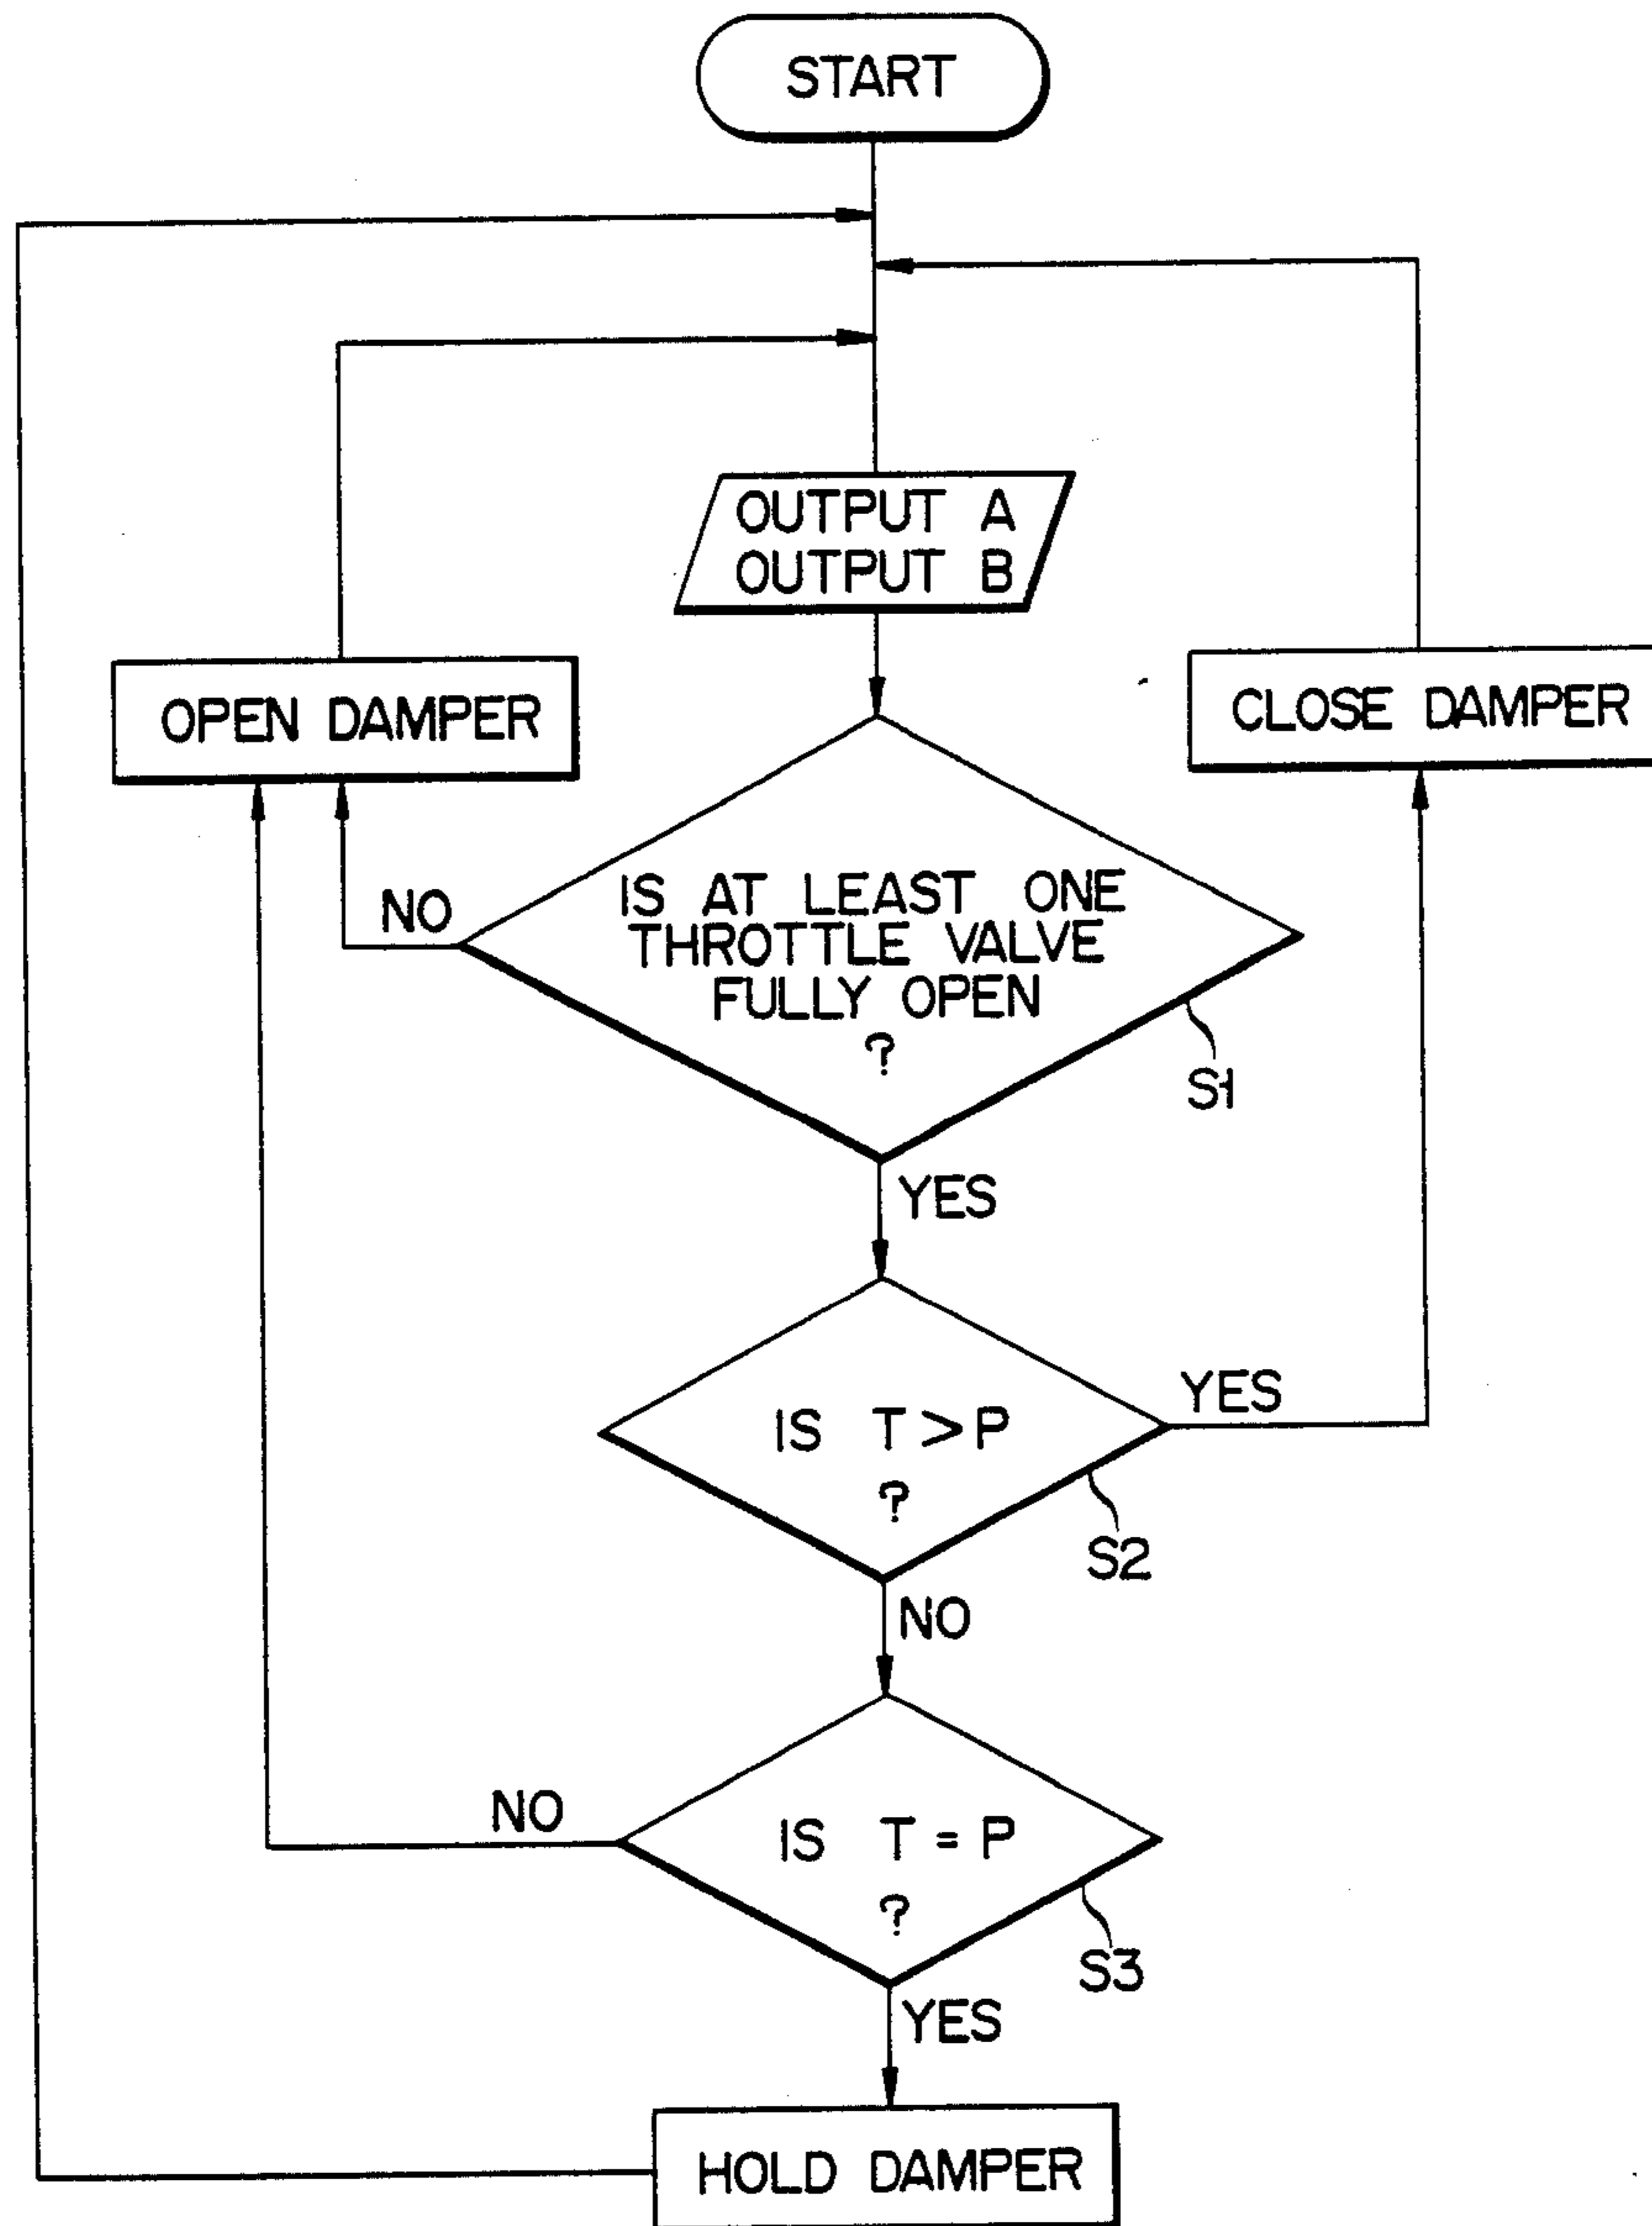 START
OUTPUT A
OUTPUT B
OPEN DAMPER
CLOSE DAMPER
NO
IS AT LEAST ONE
THROTTLE VALVE
FULLY OPEN
?
S1
YES
YES
IS T > P
?
S2
NO
NO
IS T = P
?
S3
YES
HOLD DAMPER